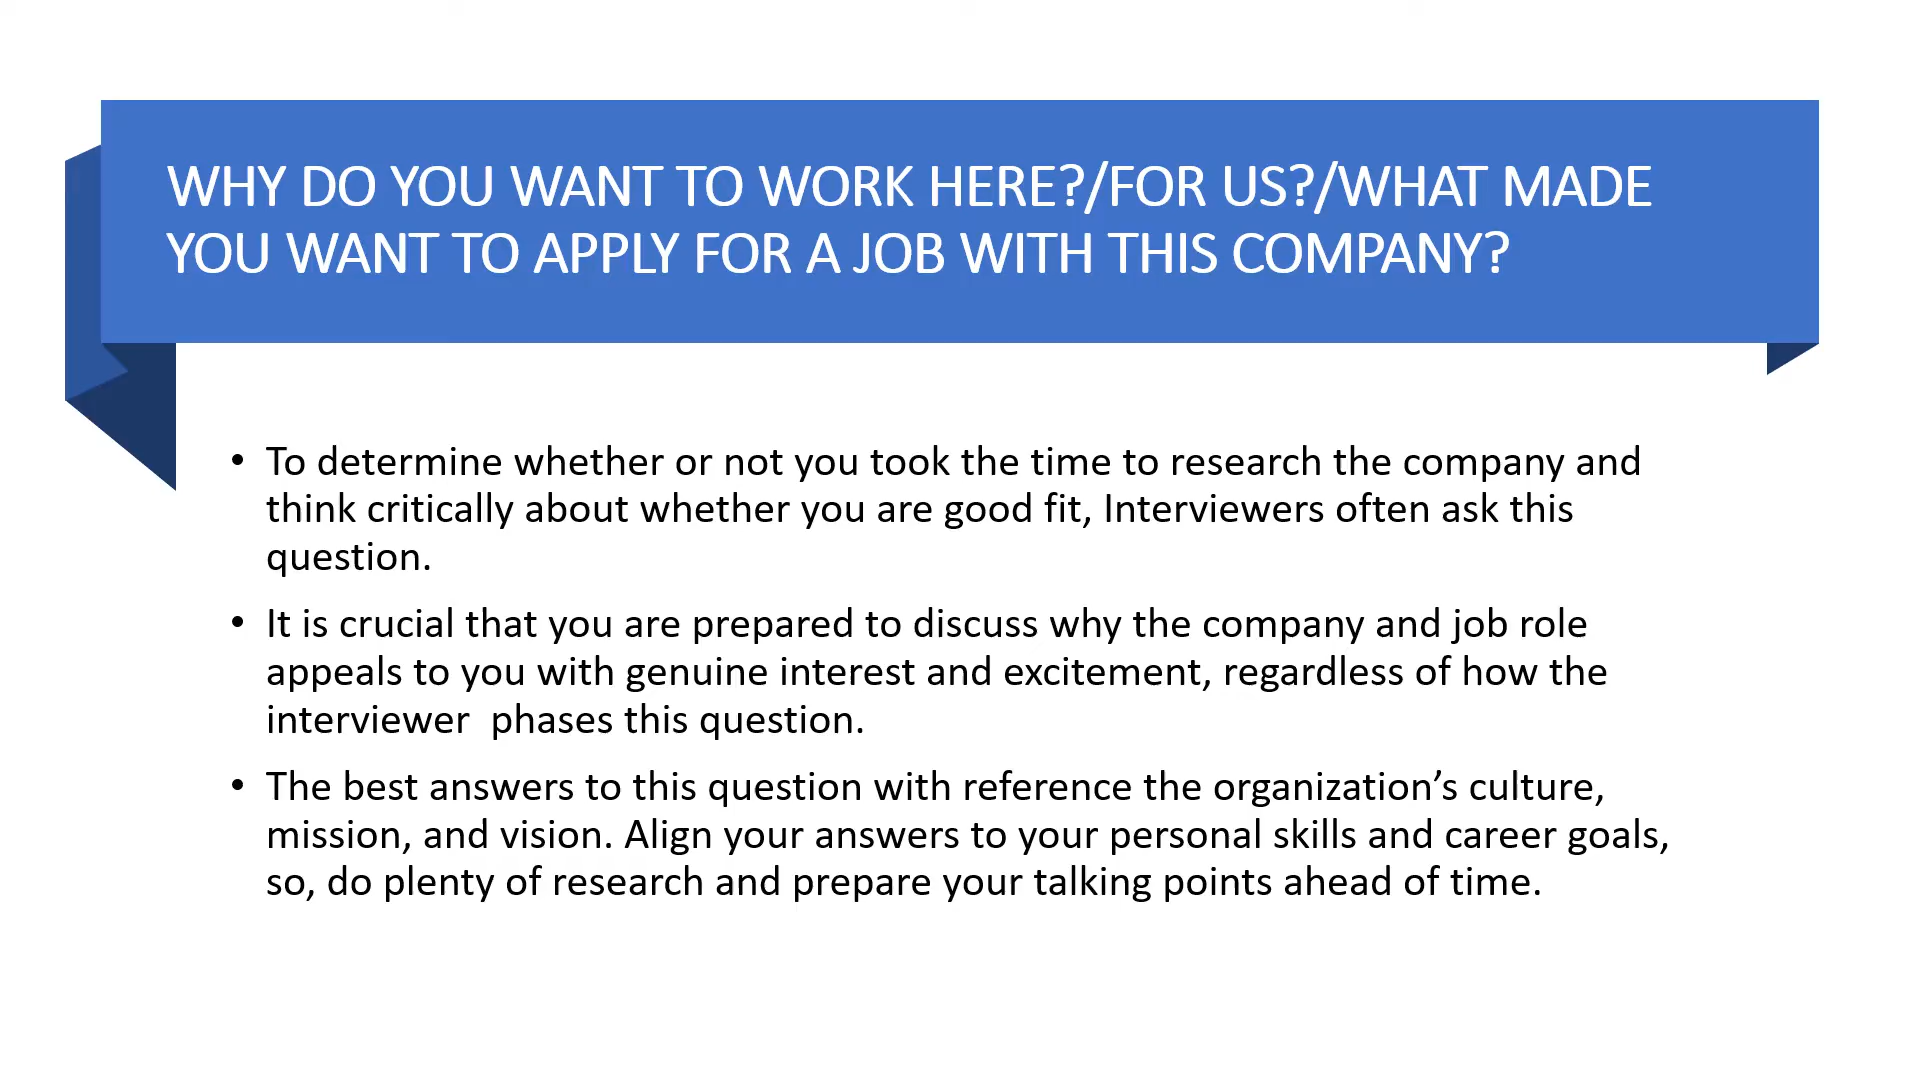 WHY DO YOU WANT TO WORK HERE?/FOR US?/WHAT MADE
YOU WANT TO APPLY FOR A JOB WITH THIS COMPANY?
• To determine whether or not you took the time to research the company and
think critically about whether you are good fit, Interviewers often ask this
question.
• It is crucial that you are prepared to discuss why the company and job role
appeals to you with genuine interest and excitement, regardless of how the
interviewer  phases this question.
• The best answers to this question with reference the organization’s culture,
mission, and vision. Align your answers to your personal skills and career goals,
so, do plenty of research and prepare your talking points ahead of time.